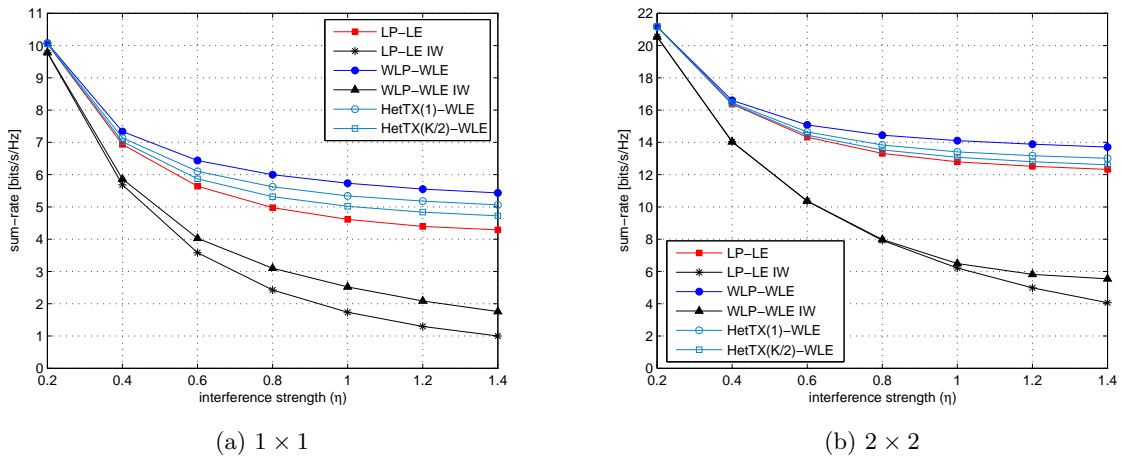 11
10
9
8
7
6
5
4
3
2
1
0
sum−rate [bits/s/Hz]
0.2 0.4 0.6 0.8 1 1.2 1.4
interference strength (η)
LP−LE
LP−LE IW
WLP−WLE
WLP−WLE IW
HetTX(1)−WLE
HetTX(K/2)−WLE
(a) 1 × 1
22
20
18
16
14
12
10
8
6
4
2
0
sum−rate [bits/s/Hz]
0.2 0.4 0.6 0.8 1 1.2 1.4
interference strength (η)
LP−LE
LP−LE IW
WLP−WLE
WLP−WLE IW
HetTX(1)−WLE
HetTX(K/2)−WLE
(b) 2 × 2